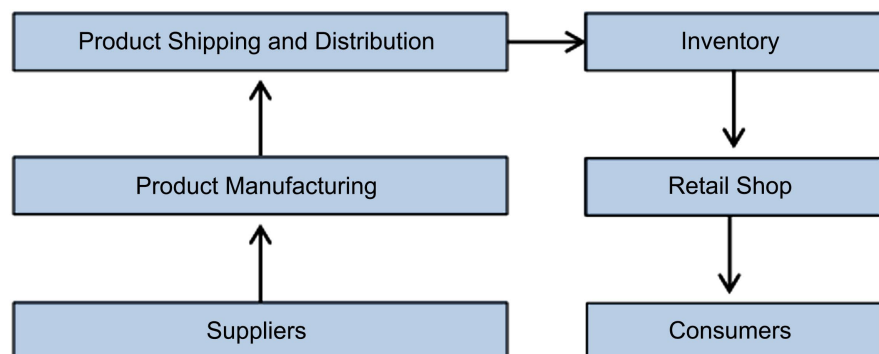 Product Shipping and Distribution
Inventory
Product Manufacturing
Retail Shop
Suppliers
Consumers